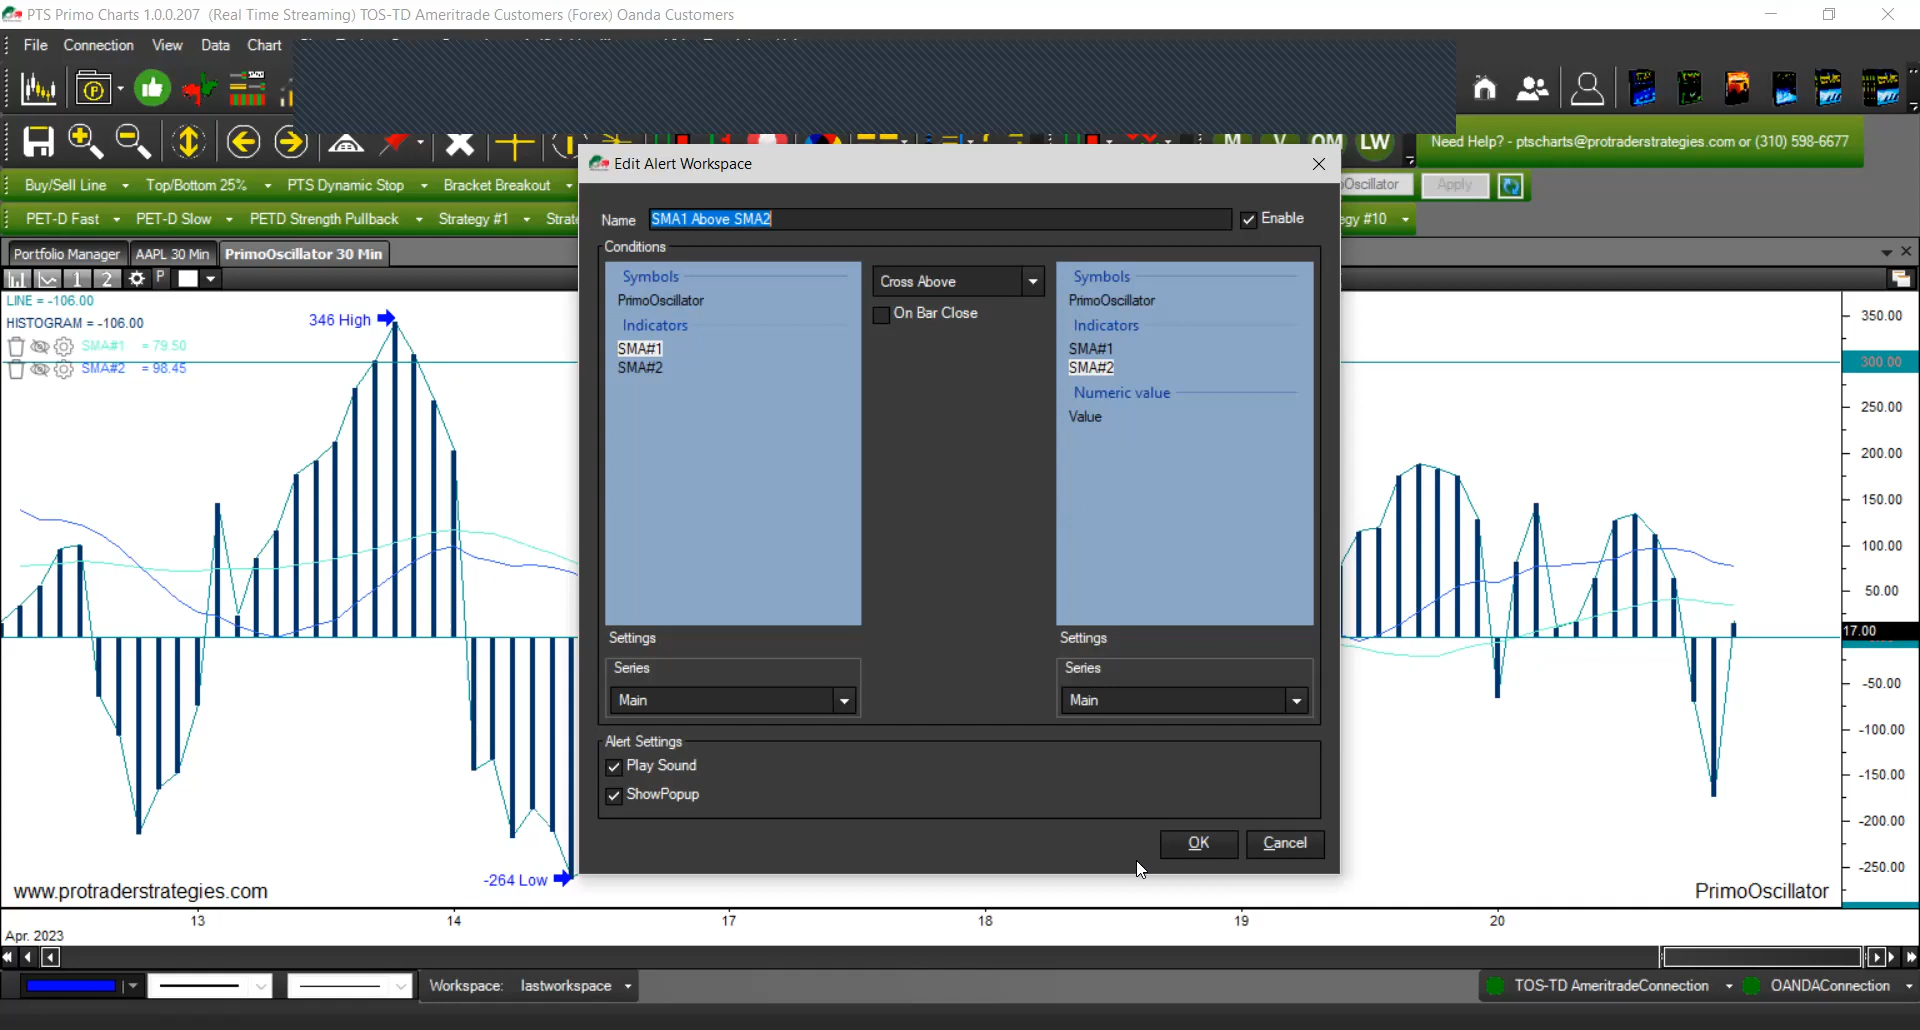 PTS Primo Charts 1.0.0.207 (Real Time Streaming) TOS-TD Ameritrade Customers (Forex) Oanda Customers
File Connection View Data Chart
M V OM LW
Need Help? - ptscharts@protraderstrategies.com or (310) 598-6677
Buy/Sell Line Top/Bottom 25% PTS Dynamic Stop Bracket Breakout
Oscillator Apply
PET-D Fast PET-D Slow PETD Strength Pullback Strategy #1
#10
Portfolio Manager AAPL 30 Min PrimoOscillator 30 Min
1 2 P
LINE = -106.00
HISTOGRAM = -106.00
SMA#1 = 79.50
SMA#2 = 98.45
346 High
-264 Low
www.protraderstrategies.com
Edit Alert Workspace
Name SMA1 Above SMA2 Enable
Conditions
Symbols
PrimoOscillator
Indicators
SMA#1
SMA#2
Cross Above
On Bar Close
Symbols
PrimoOscillator
Indicators
SMA#1
SMA#2
Numeric value
Value
Settings
Series
Main
Settings
Series
Main
Alert Settings
Play Sound
ShowPopup
OK Cancel
350.00
300.00
250.00
200.00
150.00
100.00
50.00
17.00
-50.00
-100.00
-150.00
-200.00
-250.00
PrimoOscillator
13 14 17 18 19 20
Apr. 2023
Workspace: lastworkspace
TOS-TD AmeritradeConnection OANDAConnection